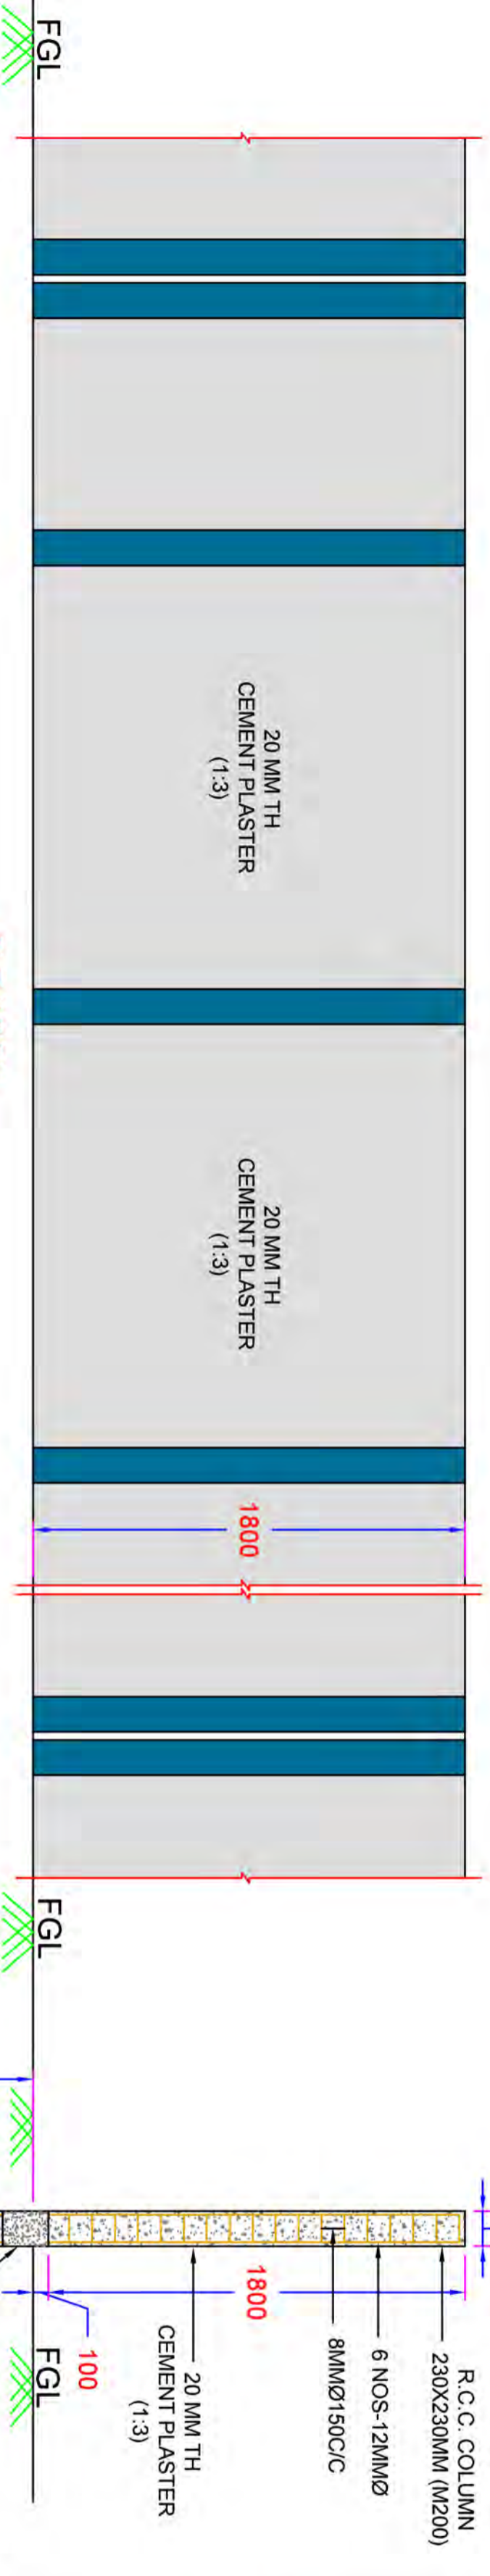 FGL
20 MM TH
CEMENT PLASTER
(1:3)
20 MM TH
CEMENT PLASTER
(1:3)
1800
FGL
R.C.C. COLUMN
230X230MM (M200)
6 NOS-12MMØ
8MMØ150C/C
1800
20 MM TH
CEMENT PLASTER
(1:3)
100
FGL